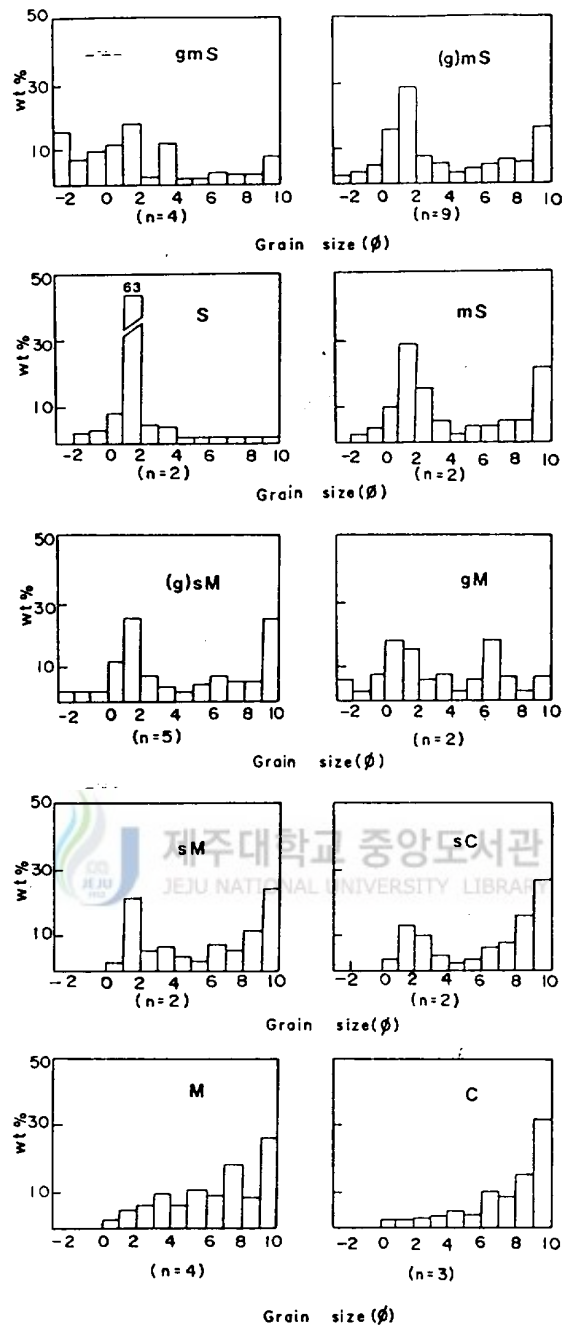 50 gmS (g)mS
wt%
30
10
-2 0 2 4 6 8 10 -2 0 2 4 6 8 10
(n=4) (n=9)
Grain size(ø)
50 63 S mS
wt%
30
10
-2 0 2 4 6 8 10 -2 0 2 4 6 8 10
(n=2) (n=2)
Grain size(ø)
50 (g)sM gM
wt%
30
10
-2 0 2 4 6 8 10 -2 0 2 4 6 8 10
(n=5) (n=2)
Grain size(ø)
50 sM sC
wt%
30
10
제주대학교 중앙도서관
JEJU NATIONAL UNIVERSITY LIBRARY
JEJU
1952
-2 0 2 4 6 8 10 -2 0 2 4 6 8 10
(n=2) (n=2)
Grain size(ø)
50 M C
wt%
30
10
-2 0 2 4 6 8 10 -2 0 2 4 6 8 10
(n=4) (n=3)
Grain size(ø)